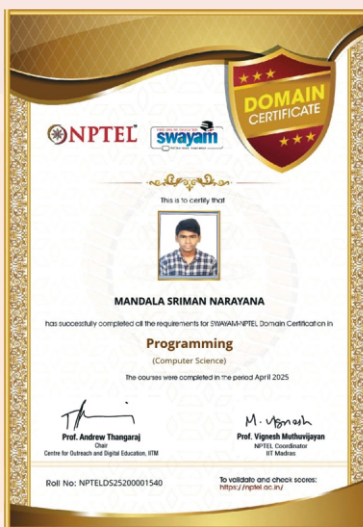 DOMAIN
CERTIFICATE
NPTEL
swayam
This is to certify that
MANDALA SRIMAN NARAYANA
has successfully completed all the requirements for SWAYAM-NPTEL Domain Certification in
Programming
(Computer Science)
The courses were completed in the period April 2025
M. Vignesh
Prof. Andrew Thangaraj
Chair
Centre for Outreach and Digital Education, IITM
Prof. Vignesh Muthuvijayan
NPTEL Coordinator
IIT Madras
Roll No: NPTELDS25200001540
To validate and check scores:
https://nptel.ac.in/